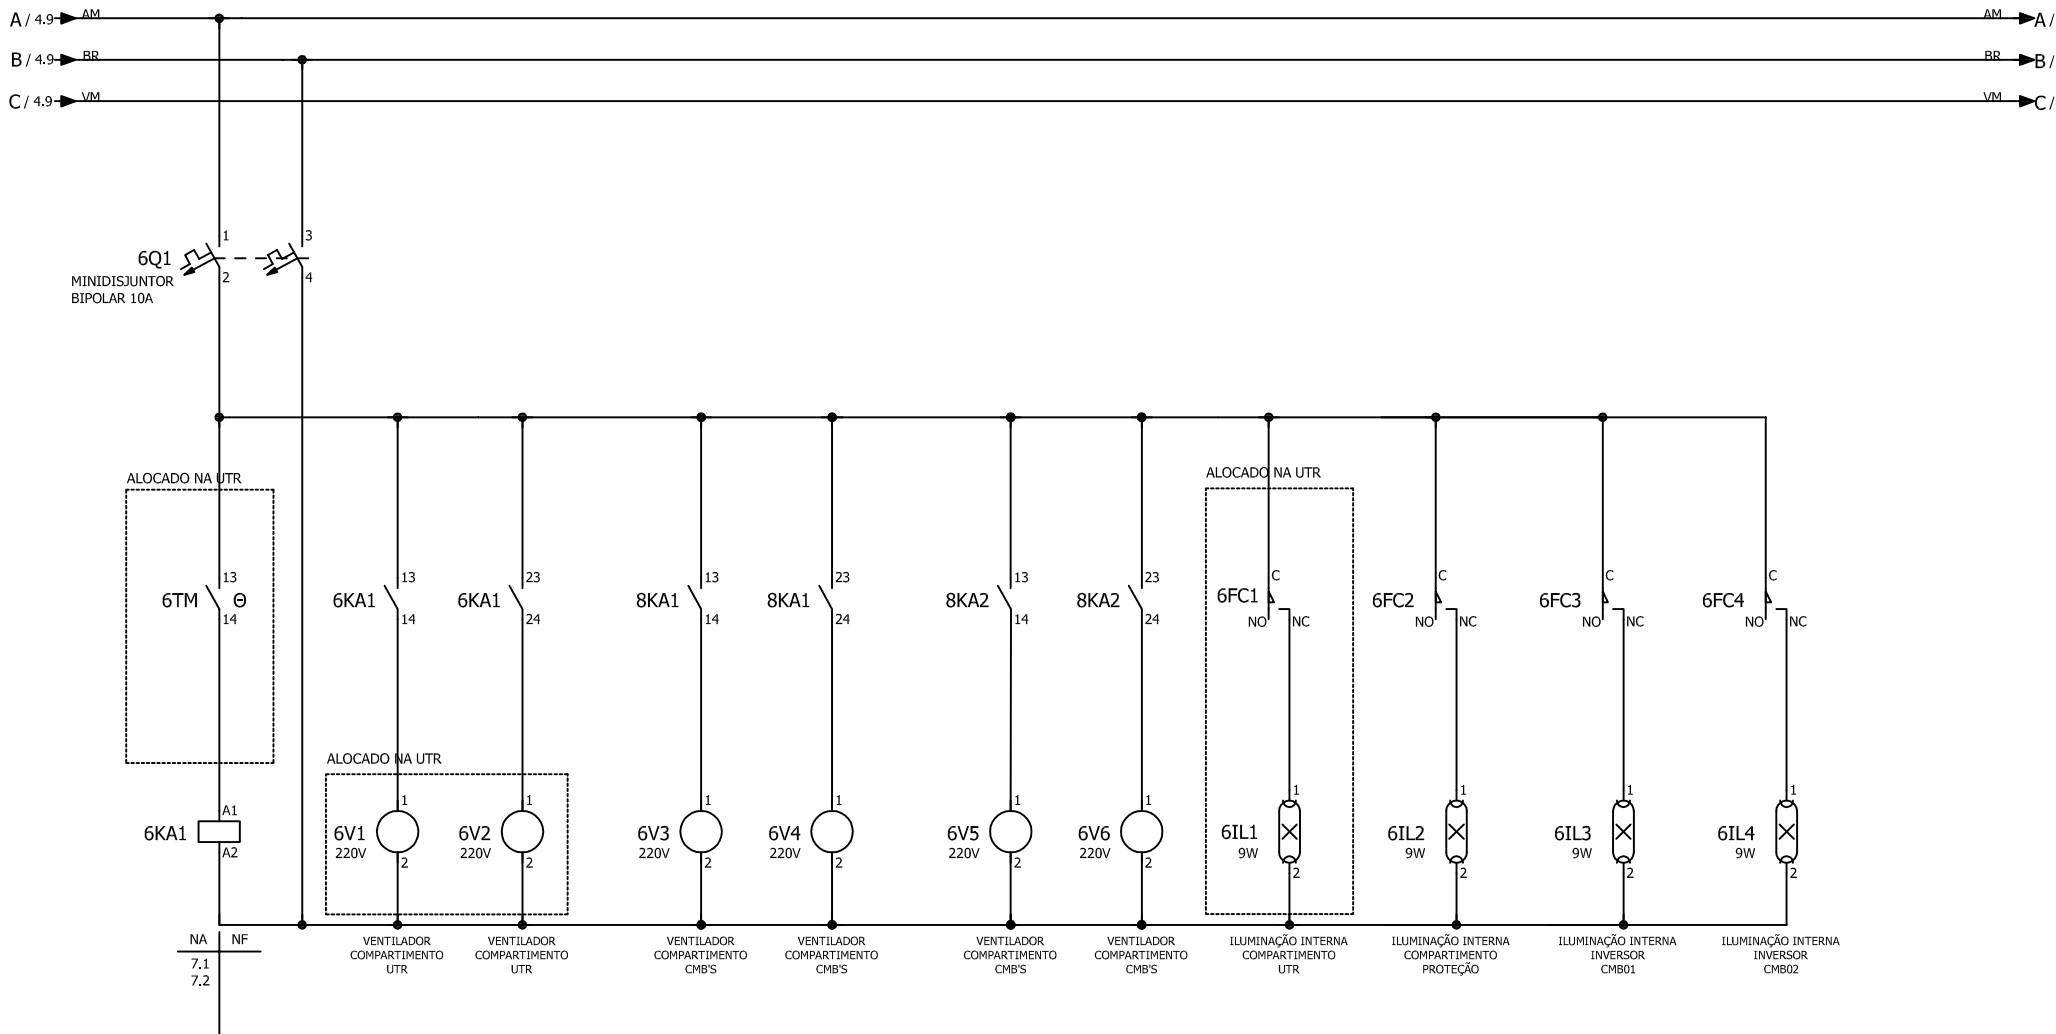 A / 4.9 AM AM A /
B / 4.9 BR BR B /
C / 4.9 VM VM C /
1 3
6Q1
2 4
MINIDISJUNTOR
BIPOLAR 10A
ALOCADO NA UTR
ALOCADO NA UTR
13 13 23 13 23 13 23 C C C C
6TM Θ 6KA1 6KA1 8KA1 8KA1 8KA2 8KA2 6FC1 6FC2 6FC3 6FC4
14 14 24 14 24 14 24 NO NC NO NC NO NC NO NC
ALOCADO NA UTR
A1 1 1 1 1 1 1 1 1 1 1
6KA1 6V1 6V2 6V3 6V4 6V5 6V6 6IL1 6IL2 6IL3 6IL4
A2 220V 220V 220V 220V 220V 220V 9W 9W 9W 9W
2 2 2 2 2 2 2 2 2 2
NA NF
7.1
7.2
VENTILADOR
COMPARTIMENTO
UTR
VENTILADOR
COMPARTIMENTO
UTR
VENTILADOR
COMPARTIMENTO
CMB'S
VENTILADOR
COMPARTIMENTO
CMB'S
VENTILADOR
COMPARTIMENTO
CMB'S
VENTILADOR
COMPARTIMENTO
CMB'S
ILUMINAÇÃO INTERNA
COMPARTIMENTO
UTR
ILUMINAÇÃO INTERNA
COMPARTIMENTO
PROTEÇÃO
ILUMINAÇÃO INTERNA
INVERSOR
CMB01
ILUMINAÇÃO INTERNA
INVERSOR
CMB02